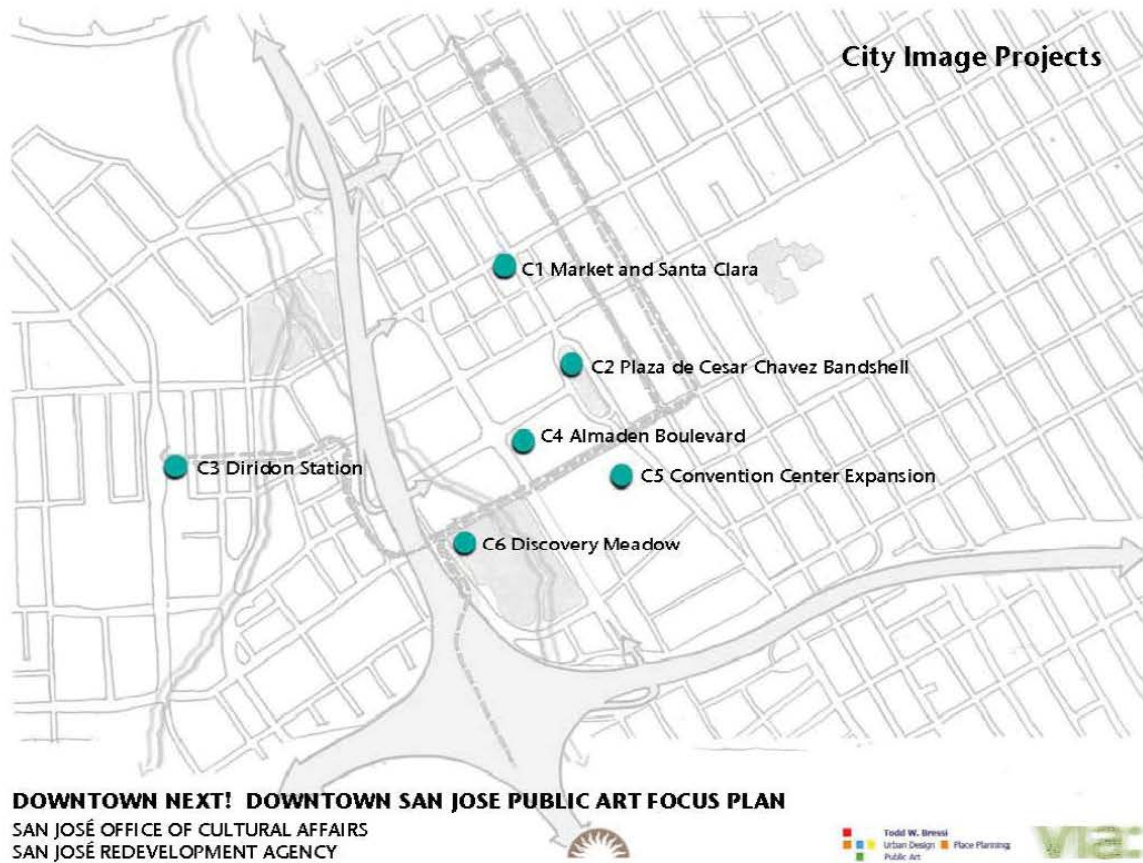 City Image Projects
C1 Market and Santa Clara
C2 Plaza de Cesar Chavez Bandshell
C4 Almaden Boulevard
C3 Diridon Station
C5 Convention Center Expansion
C6 Discovery Meadow
DOWNTOWN NEXT! DOWNTOWN SAN JOSE PUBLIC ART FOCUS PLAN
SAN JOSÉ OFFICE OF CULTURAL AFFAIRS
SAN JOSÉ REDEVELOPMENT AGENCY
Todd W. Bressi
Urban Design Place Planning
Public Art
via: